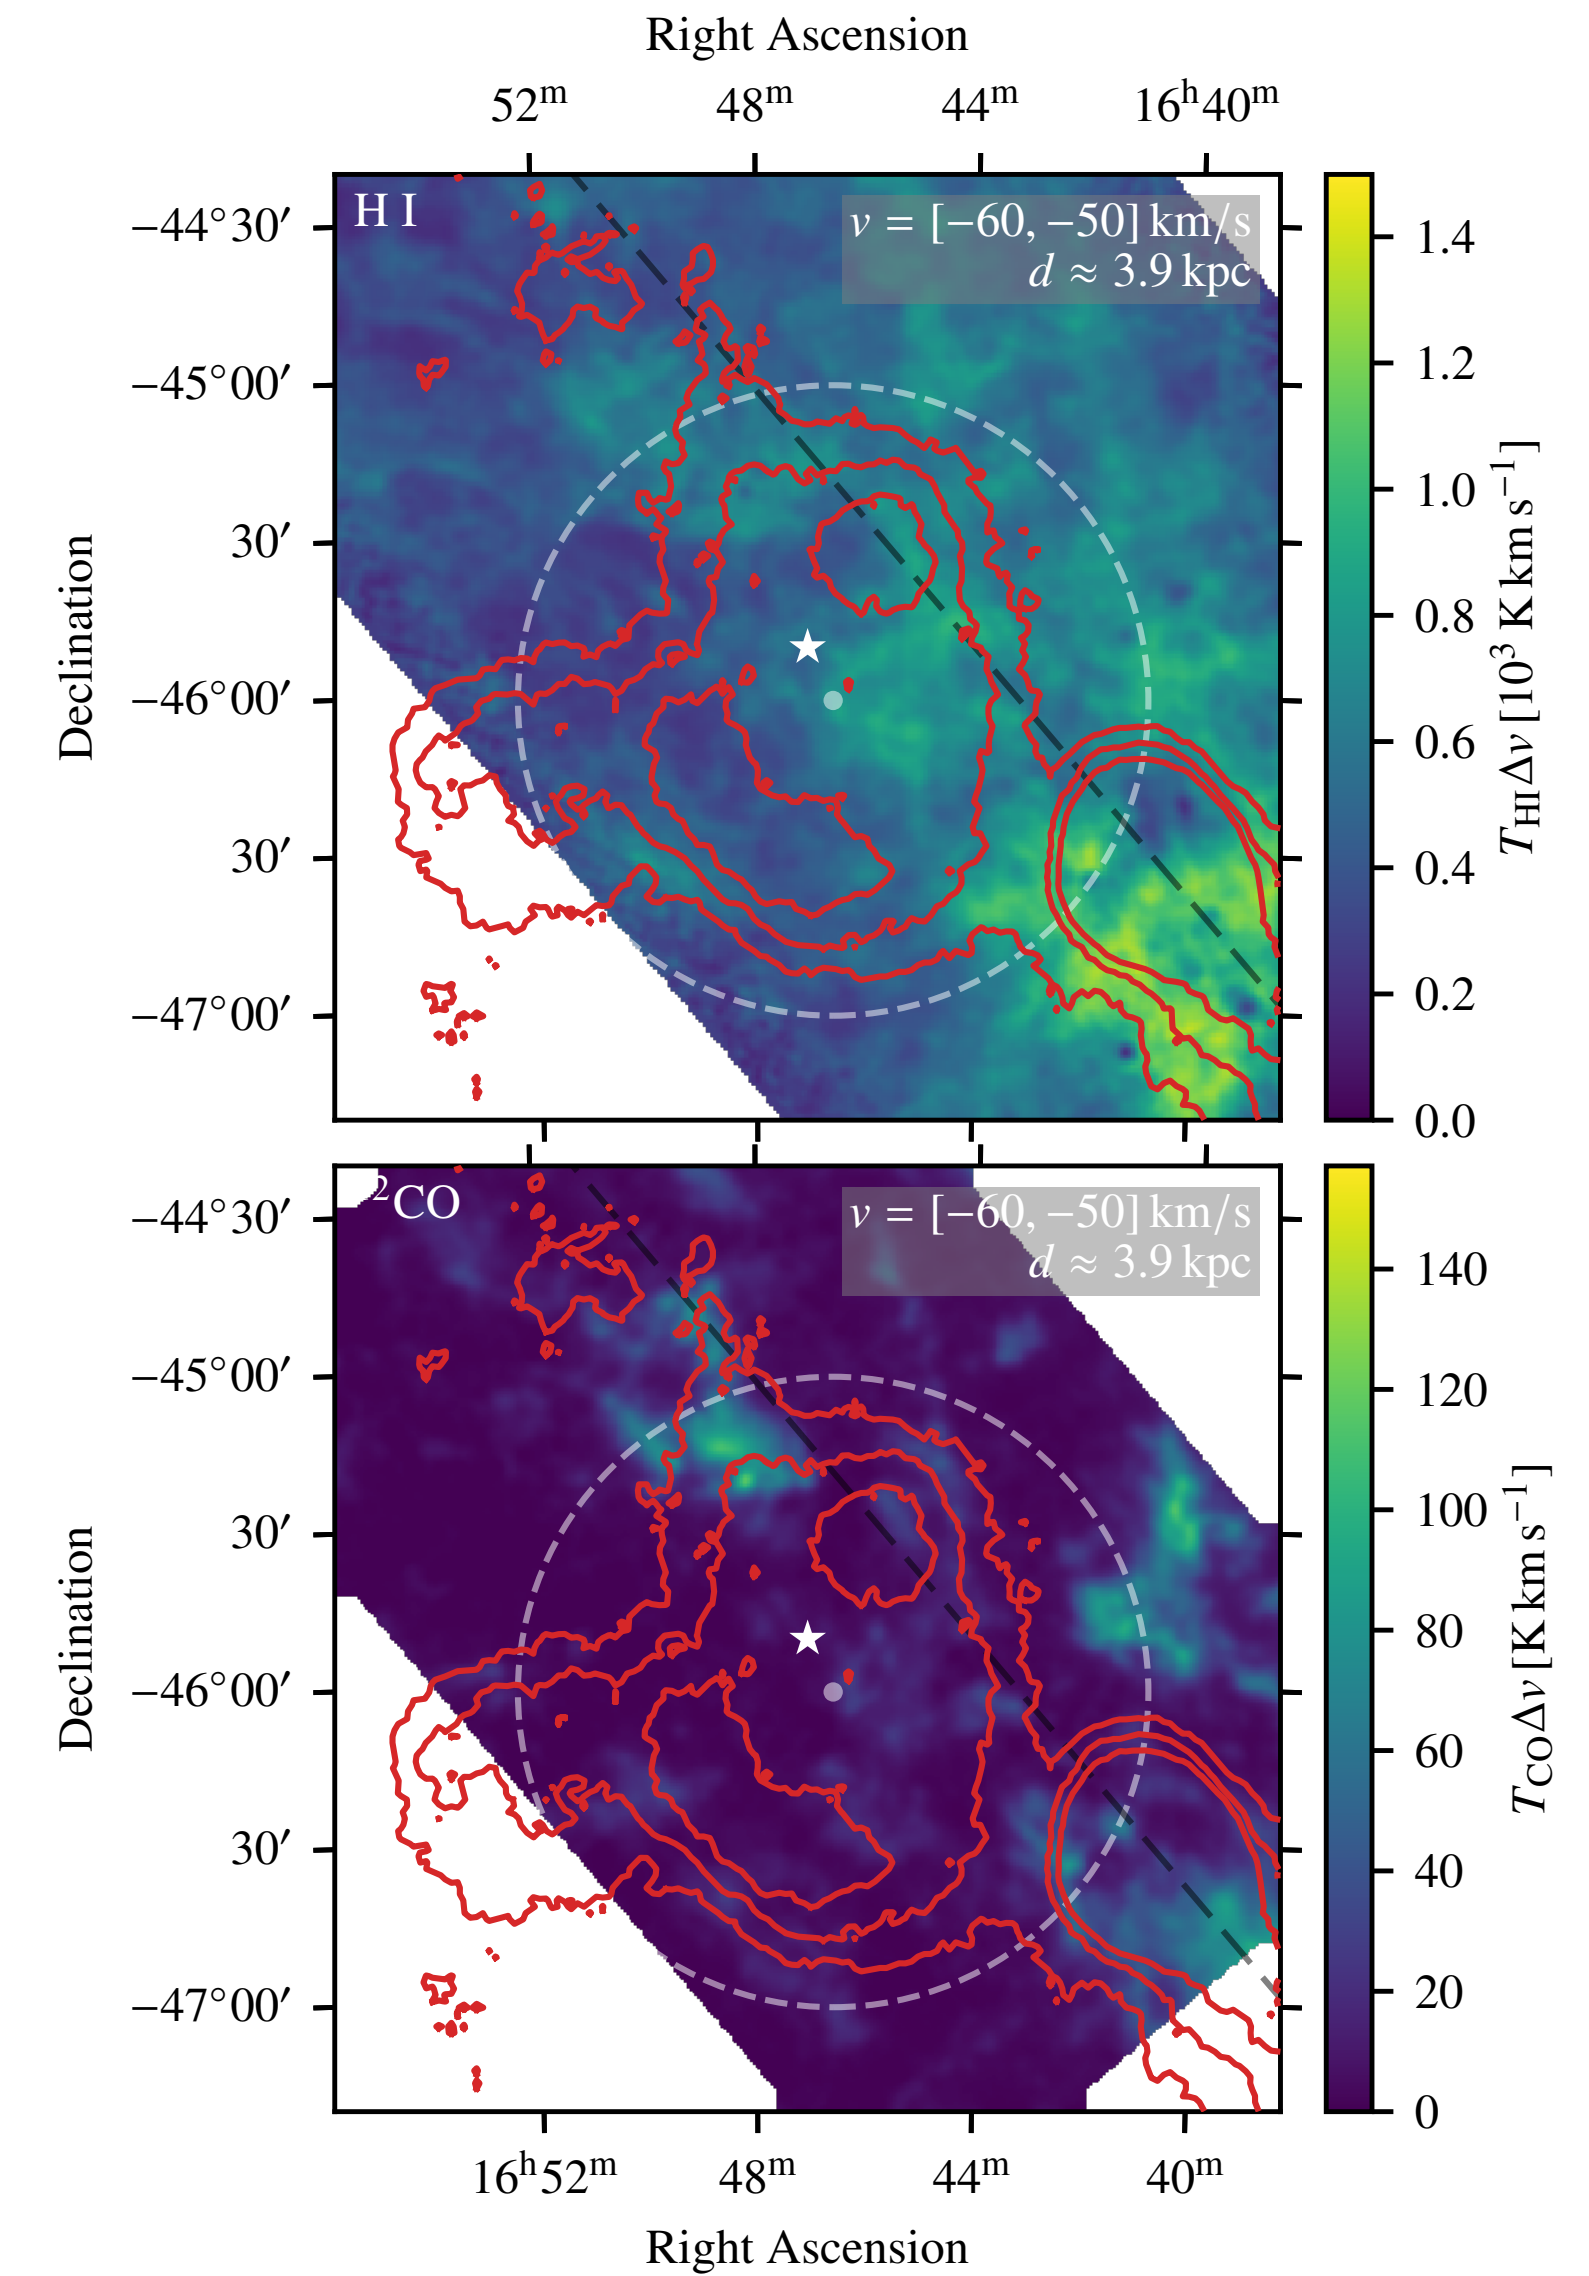 Right Ascension
52ᵐ 48ᵐ 44ᵐ 16ʰ40ᵐ
H I
v = [−60, −50] km/s
d ≈ 3.9 kpc
−44°30′
−45°00′
30′
−46°00′
30′
−47°00′
Declination
1.4
1.2
1.0
0.8
0.6
0.4
0.2
0.0
T_HI Δv [10³ K km s⁻¹]
²CO
v = [−60, −50] km/s
d ≈ 3.9 kpc
−44°30′
−45°00′
30′
−46°00′
30′
−47°00′
Declination
140
120
100
80
60
40
20
0
T_CO Δv [K km s⁻¹]
16ʰ52ᵐ 48ᵐ 44ᵐ 40ᵐ
Right Ascension